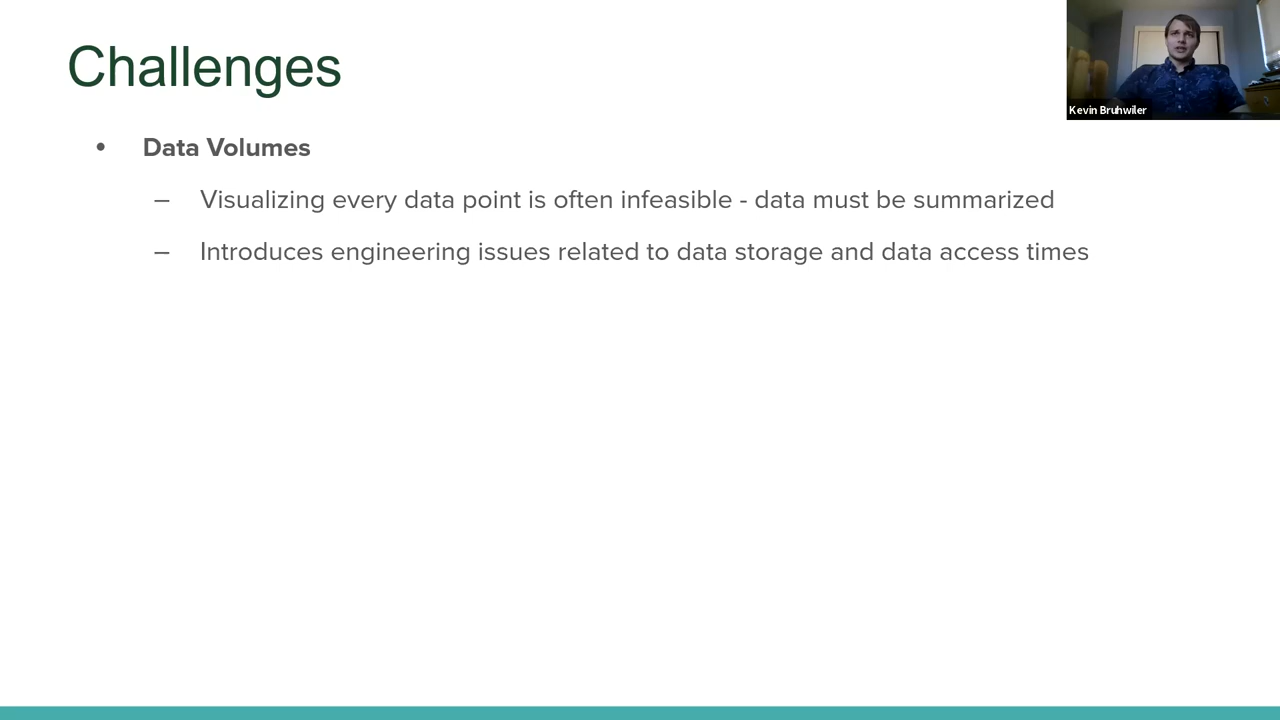 Challenges
Kevin Bruhwiler
• Data Volumes
– Visualizing every data point is often infeasible - data must be summarized
– Introduces engineering issues related to data storage and data access times